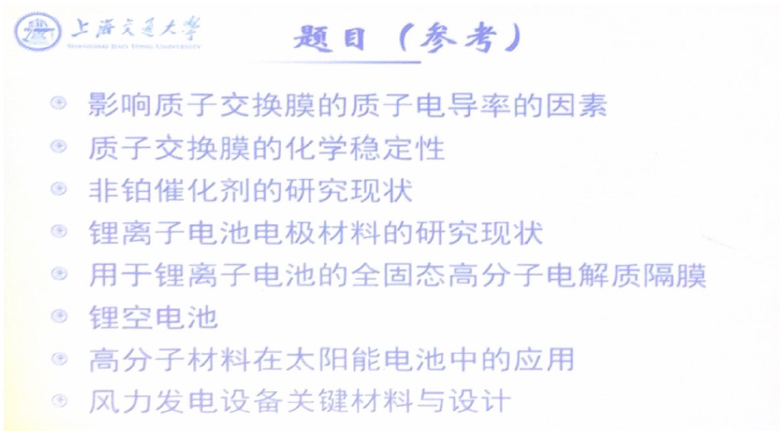 上海交通大学
SHANGHAI JIAO TONG UNIVERSITY
题目（参考）
影响质子交换膜的质子电导率的因素
质子交换膜的化学稳定性
非铂催化剂的研究现状
锂离子电池电极材料的研究现状
用于锂离子电池的全固态高分子电解质隔膜
锂空电池
高分子材料在太阳能电池中的应用
风力发电设备关键材料与设计